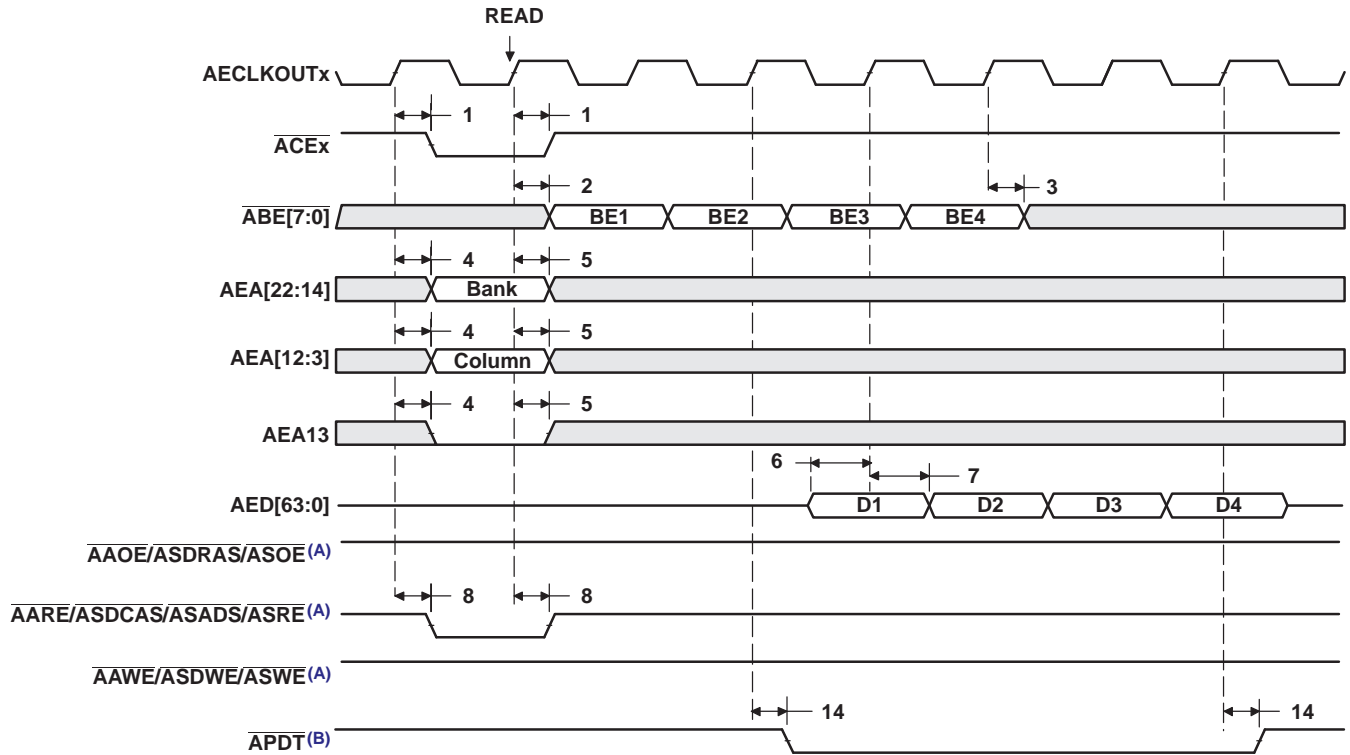 READ
AECLKOUTx
1 1
ACEx
2 3
ABE[7:0] BE1 BE2 BE3 BE4
4 5
AEA[22:14] Bank
4 5
AEA[12:3] Column
4 5
AEA13
6 7
AED[63:0] D1 D2 D3 D4
AAOE/ASDRAS/ASOE(A)
8 8
AARE/ASDCAS/ASADS/ASRE(A)
AAWE/ASDWE/ASWE(A)
14 14
APDT(B)